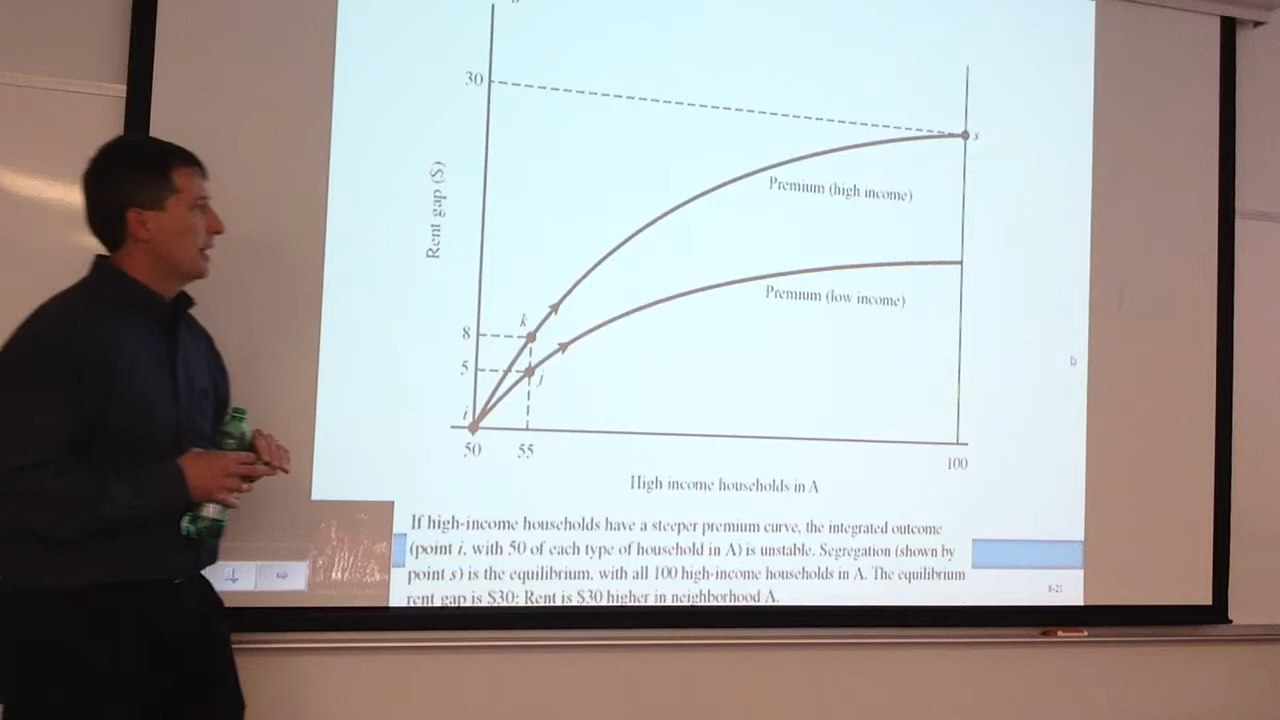 30
s
Premium (high income)
Rent gap ($)
Premium (low income)
k
8
5
j
i
50
55
100
High income households in A
If high-income households have a steeper premium curve, the integrated outcome
(point i, with 50 of each type of household in A) is unstable. Segregation (shown by
point s) is the equilibrium, with all 100 high-income households in A. The equilibrium
rent gap is $30: Rent is $30 higher in neighborhood A.
8-21